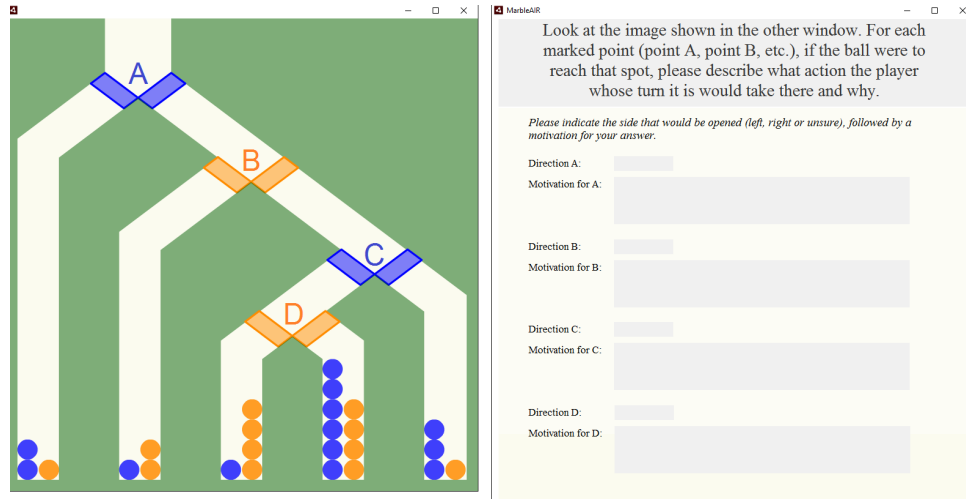 A
B
C
D
MarbleAIR
Look at the image shown in the other window. For each
marked point (point A, point B, etc.), if the ball were to
reach that spot, please describe what action the player
whose turn it is would take there and why.
Please indicate the side that would be opened (left, right or unsure), followed by a
motivation for your answer.
Direction A:
Motivation for A:
Direction B:
Motivation for B:
Direction C:
Motivation for C:
Direction D:
Motivation for D: